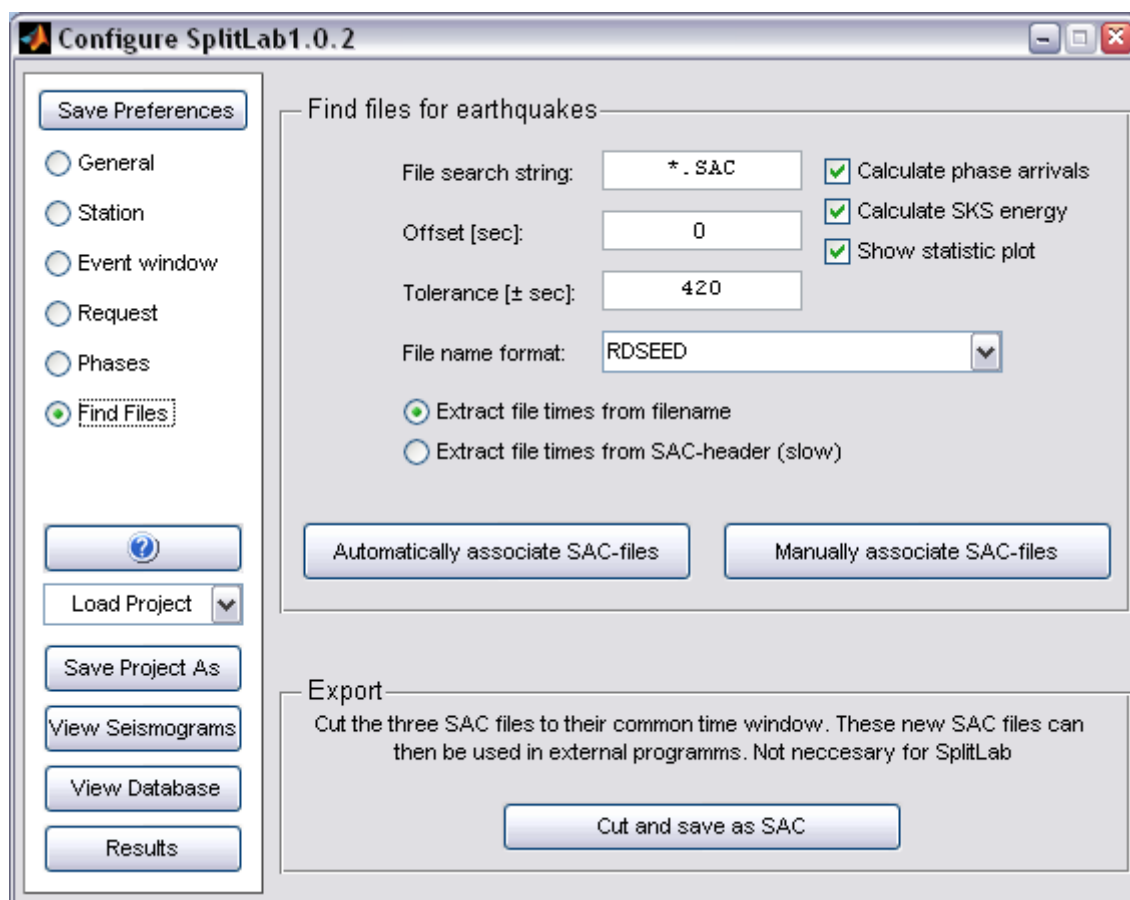 Configure SplitLab1.0.2
Save Preferences
General
Station
Event window
Request
Phases
Find Files
?
Load Project
Save Project As
View Seismograms
View Database
Results
Find files for earthquakes
File search string:
*.SAC
Calculate phase arrivals
Offset [sec]:
0
Calculate SKS energy
Show statistic plot
Tolerance [± sec]:
420
File name format:
RDSEED
Extract file times from filename
Extract file times from SAC-header (slow)
Automatically associate SAC-files
Manually associate SAC-files
Export
Cut the three SAC files to their common time window. These new SAC files can
then be used in external programms. Not neccesary for SplitLab
Cut and save as SAC